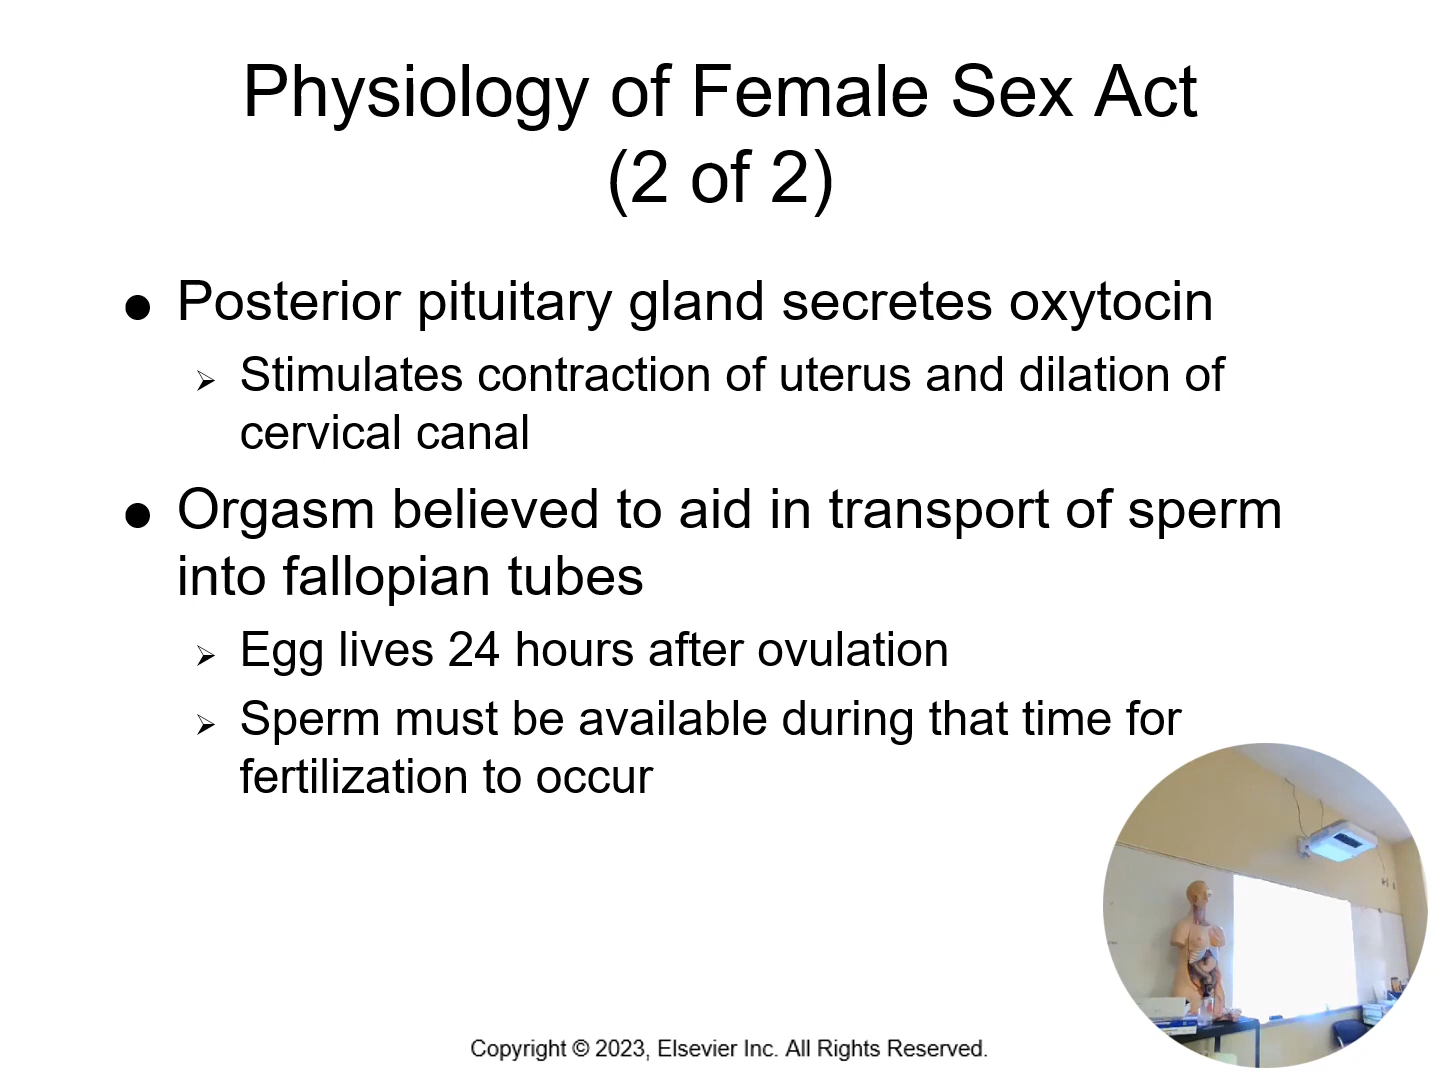 Physiology of Female Sex Act
(2 of 2)
● Posterior pituitary gland secretes oxytocin
➢ Stimulates contraction of uterus and dilation of
cervical canal
● Orgasm believed to aid in transport of sperm
into fallopian tubes
➢ Egg lives 24 hours after ovulation
➢ Sperm must be available during that time for
fertilization to occur
Copyright © 2023, Elsevier Inc. All Rights Reserved.